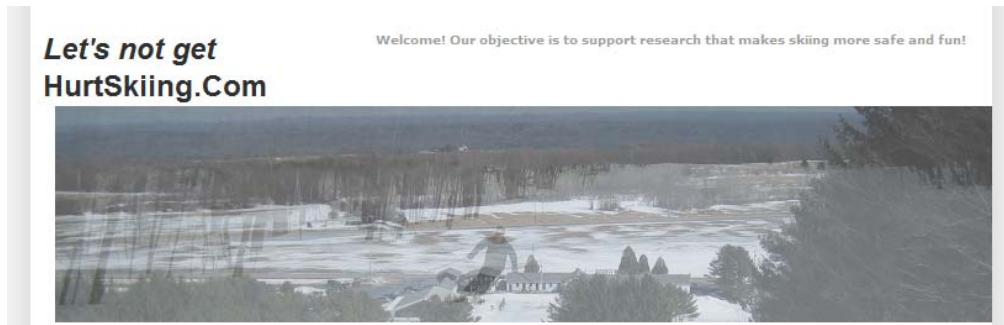 Let's not get
HurtSkiing.Com
Welcome! Our objective is to support research that makes skiing more safe and fun!